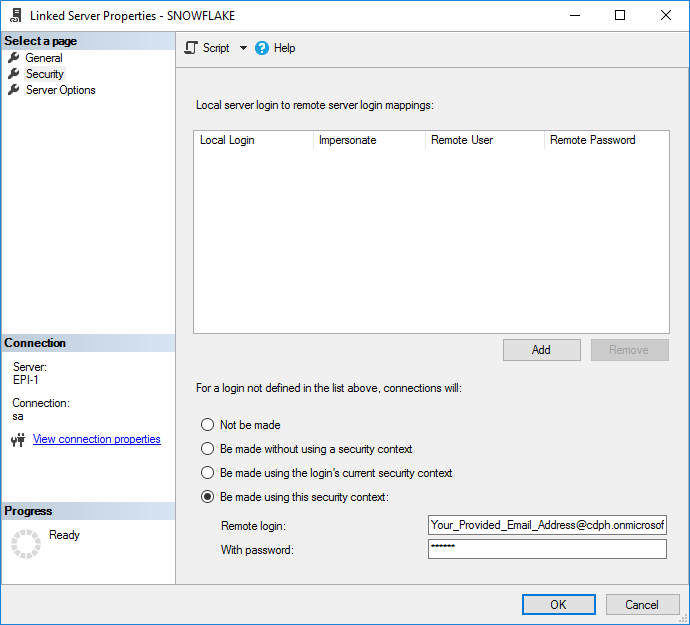 Linked Server Properties - SNOWFLAKE
Select a page
General
Security
Server Options
Script
Help
Local server login to remote server login mappings:
Local Login Impersonate Remote User Remote Password
Add Remove
Connection
Server:
EPI-1
Connection:
sa
View connection properties
For a login not defined in the list above, connections will:
Not be made
Be made without using a security context
Be made using the login's current security context
Be made using this security context:
Remote login: Your_Provided_Email_Address@cdph.onmicrosof
With password: ******
Progress
Ready
OK Cancel